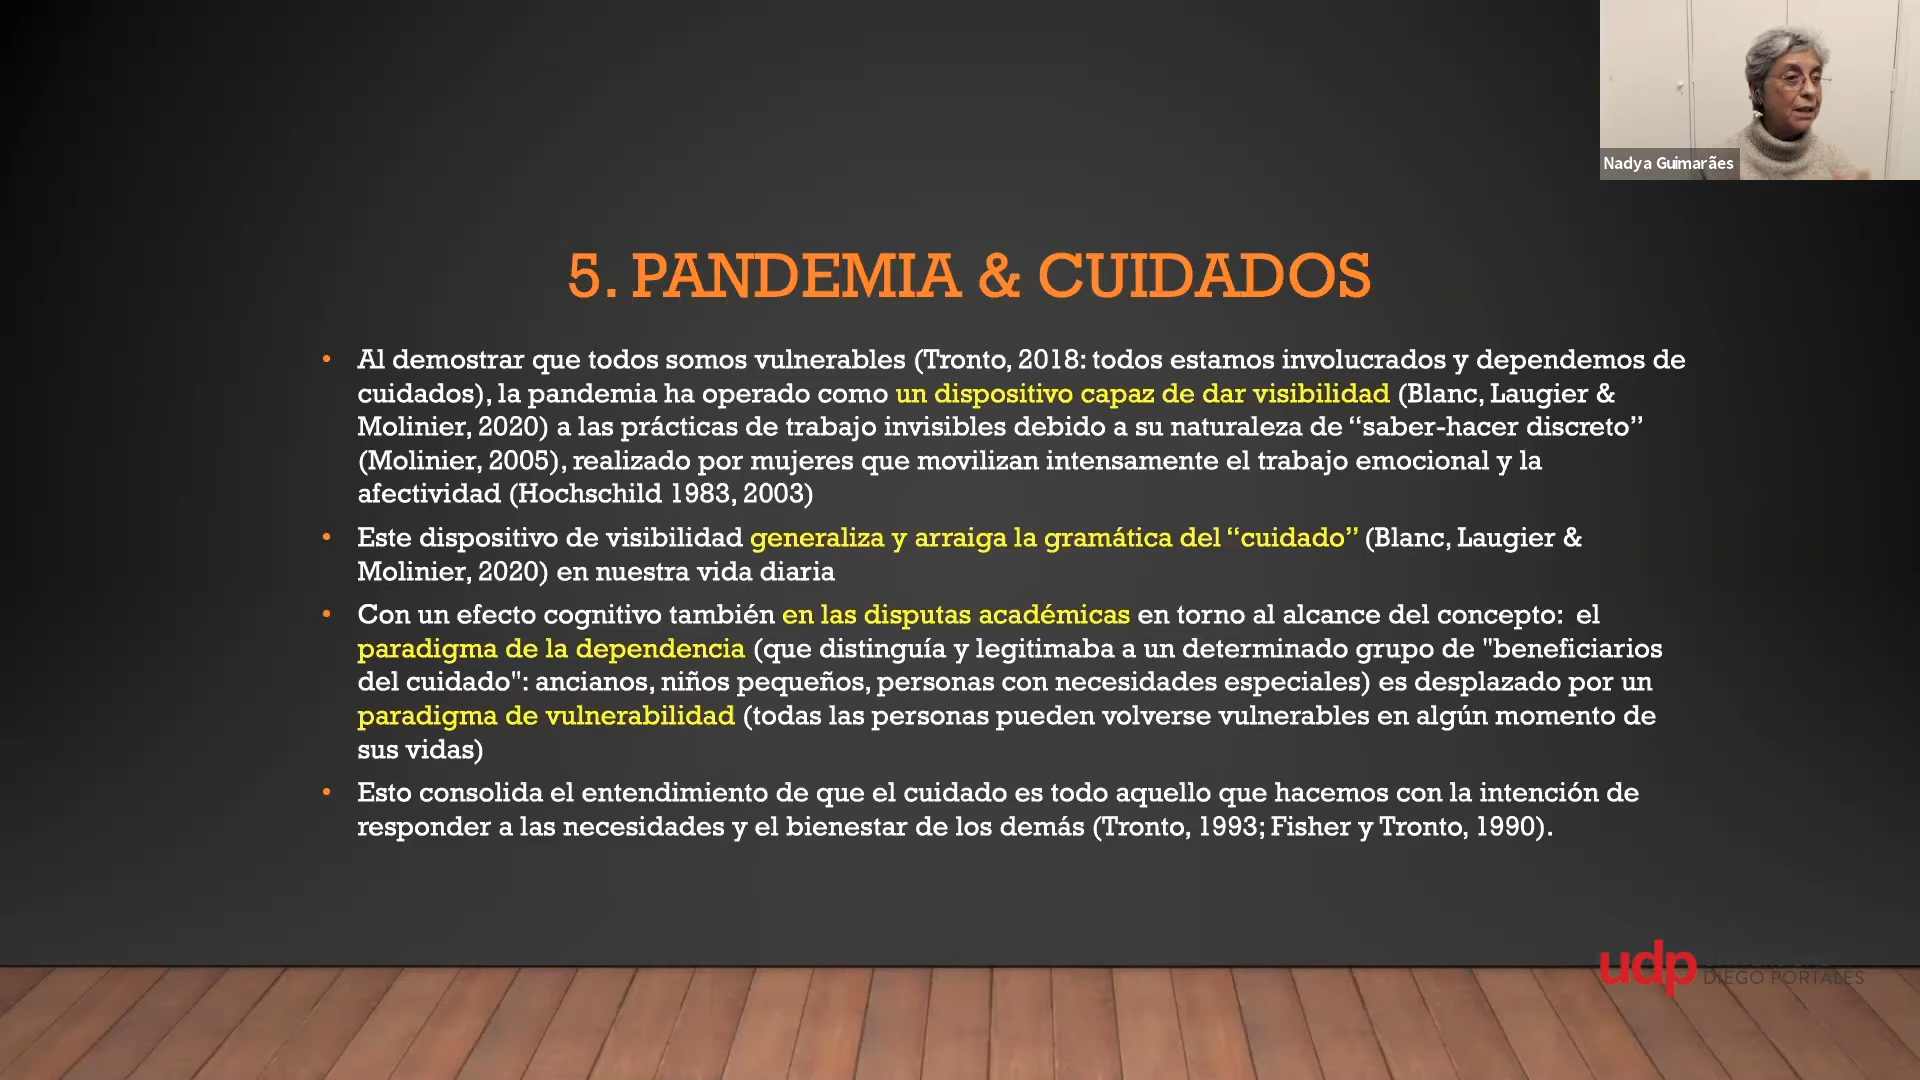 Nadya Guimarães
5. PANDEMIA & CUIDADOS
• Al demostrar que todos somos vulnerables (Tronto, 2018: todos estamos involucrados y dependemos de
cuidados), la pandemia ha operado como un dispositivo capaz de dar visibilidad (Blanc, Laugier &
Molinier, 2020) a las prácticas de trabajo invisibles debido a su naturaleza de “saber-hacer discreto”
(Molinier, 2005), realizado por mujeres que movilizan intensamente el trabajo emocional y la
afectividad (Hochschild 1983, 2003)
• Este dispositivo de visibilidad generaliza y arraiga la gramática del “cuidado” (Blanc, Laugier &
Molinier, 2020) en nuestra vida diaria
• Con un efecto cognitivo también en las disputas académicas en torno al alcance del concepto:  el
paradigma de la dependencia (que distinguía y legitimaba a un determinado grupo de "beneficiarios
del cuidado": ancianos, niños pequeños, personas con necesidades especiales) es desplazado por un
paradigma de vulnerabilidad (todas las personas pueden volverse vulnerables en algún momento de
sus vidas)
• Esto consolida el entendimiento de que el cuidado es todo aquello que hacemos con la intención de
responder a las necesidades y el bienestar de los demás (Tronto, 1993; Fisher y Tronto, 1990).
udp
DIEGO PORTALES